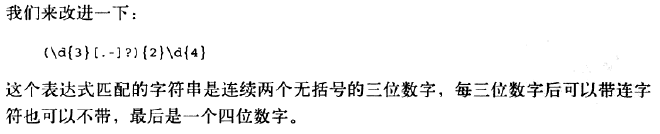 我们来改进一下：
(\d{3}[.-]?){2}\d{4}
这个表达式匹配的字符串是连续两个无括号的三位数字，每三位数字后可以带连字
符也可以不带，最后是一个四位数字。